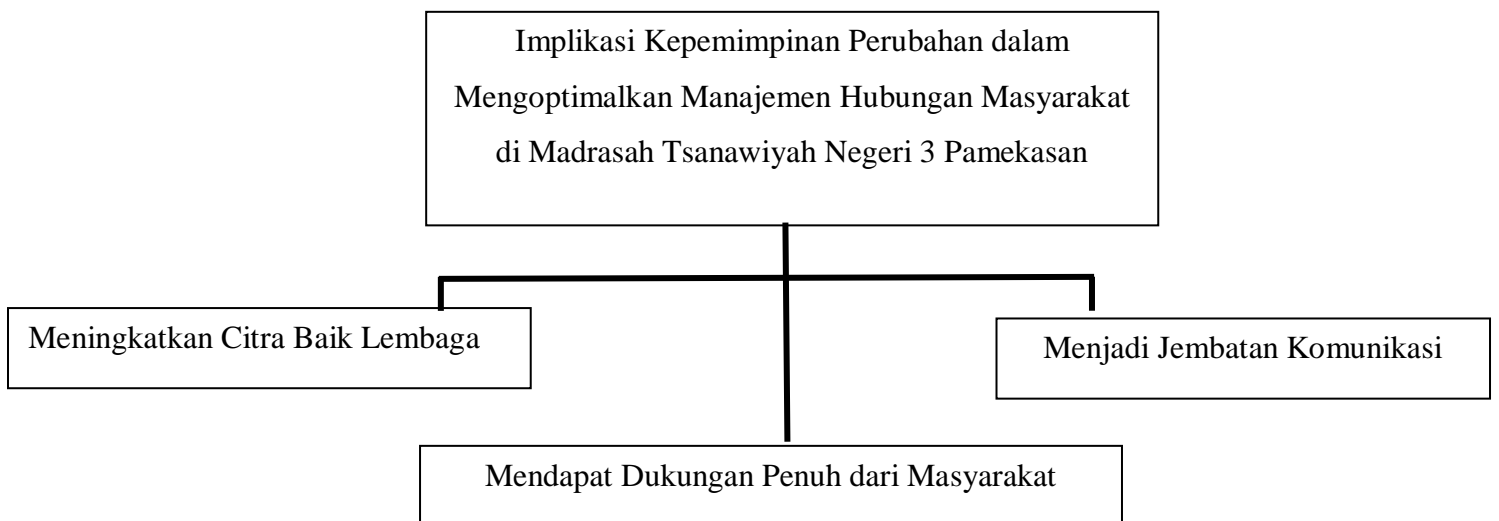 Implikasi Kepemimpinan Perubahan dalam
Mengoptimalkan Manajemen Hubungan Masyarakat
di Madrasah Tsanawiyah Negeri 3 Pamekasan
Meningkatkan Citra Baik Lembaga
Menjadi Jembatan Komunikasi
Mendapat Dukungan Penuh dari Masyarakat